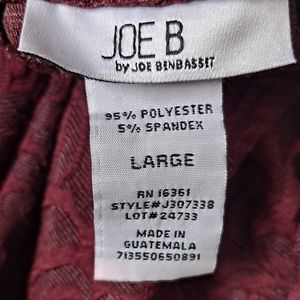 JOE B
by JOE BENBASSET
95% POLYESTER
5% SPANDEX
LARGE
RN 16361
STYLE#J307338
LOT#24733
MADE IN
GUATEMALA
713550650891